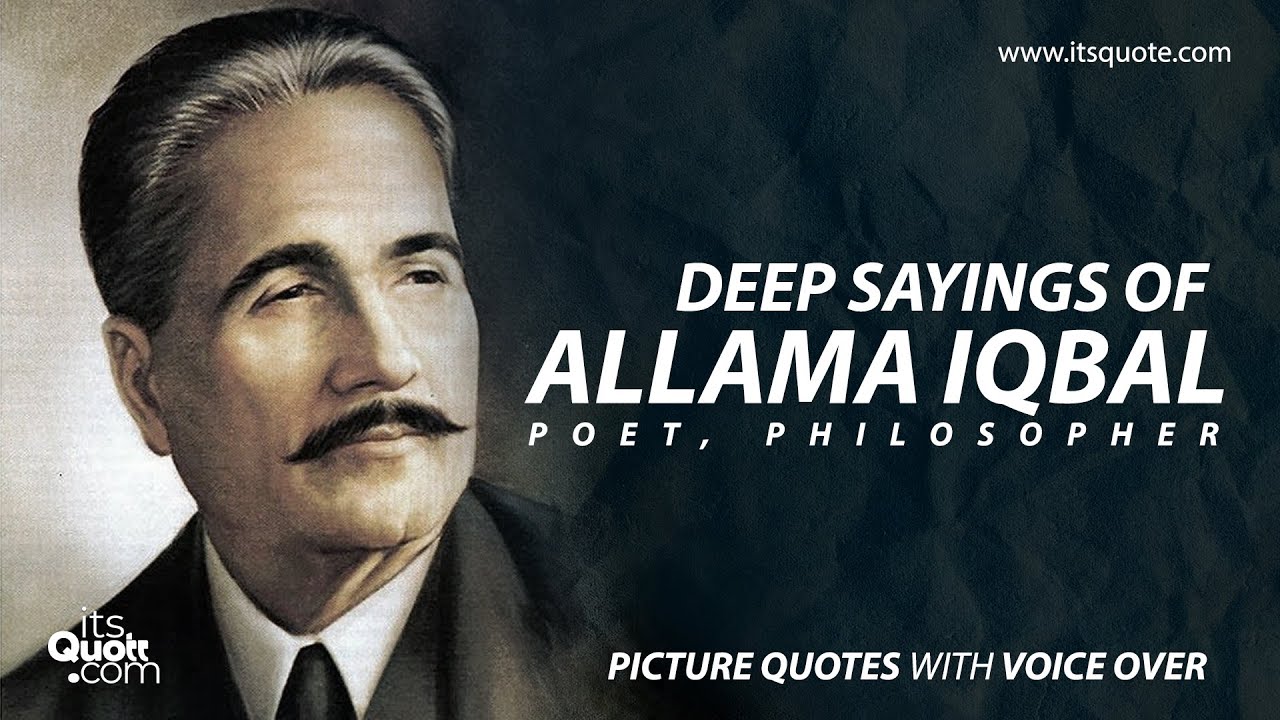 www.itsquote.com
DEEP SAYINGS OF
ALLAMA IQBAL
POET, PHILOSOPHER
its
Quott
.com
PICTURE QUOTES WITH VOICE OVER